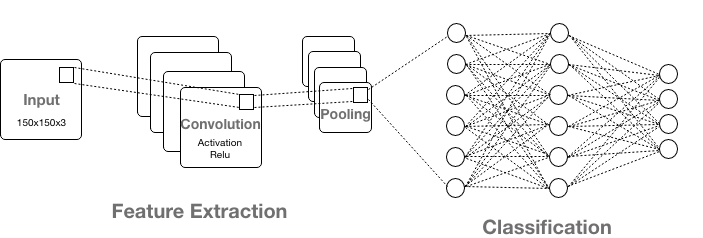 Input
150x150x3
Convolution
Activation
Relu
Pooling
Feature Extraction
Classification